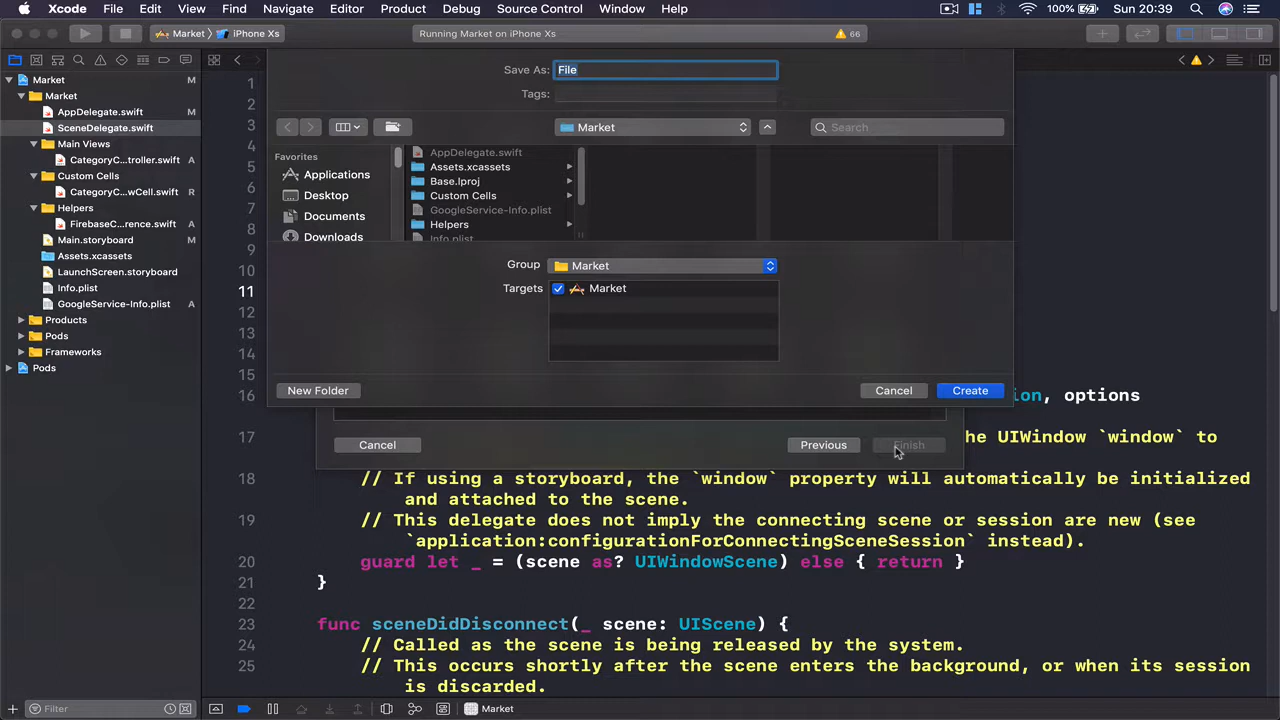 Xcode File Edit View Find Navigate Editor Product Debug Source Control Window Help 100% Sun 20:39
Market iPhone Xs Running Market on iPhone Xs 66
Market M
Market
AppDelegate.swift M
SceneDelegate.swift
Main Views
CategoryC...troller.swift A
Custom Cells
CategoryC...wCell.swift R
Helpers
FirebaseC...rence.swift A
Main.storyboard M
Assets.xcassets
LaunchScreen.storyboard
Info.plist
GoogleService-Info.plist A
Products
Pods
Frameworks
Pods
Filter
Save As: File
Tags:
Market
Search
Favorites
Applications
Desktop
Documents
Downloads
AppDelegate.swift
Assets.xcassets
Base.lproj
Custom Cells
GoogleService-Info.plist
Helpers
Info.plist
Group Market
Targets Market
New Folder Cancel Create
Cancel Previous Finish
1
2
3
4
5
6
7
8
9
10
11
12
13
14
15
16 ion, options
17 he UIWindow `window` to
18 // If using a storyboard, the `window` property will automatically be initialized
and attached to the scene.
19 // This delegate does not imply the connecting scene or session are new (see
`application:configurationForConnectingSceneSession` instead).
20 guard let _ = (scene as? UIWindowScene) else { return }
21 }
22
23 func sceneDidDisconnect(_ scene: UIScene) {
24 // Called as the scene is being released by the system.
25 // This occurs shortly after the scene enters the background, or when its session
is discarded.
Market